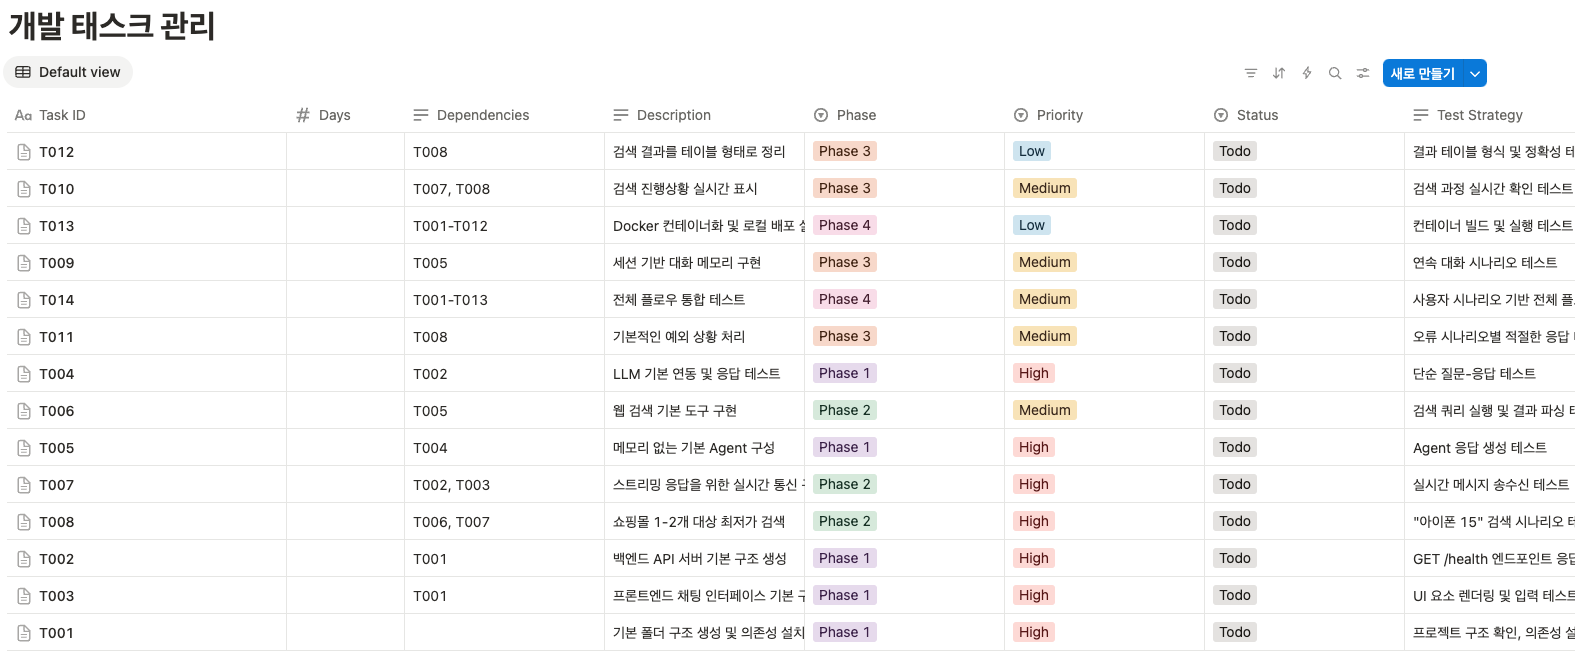 개발 태스크 관리
Default view
새로 만들기
Aa Task ID # Days Dependencies Description Phase Priority Status Test Strategy
T012 T008 검색 결과를 테이블 형태로 정리 Phase 3 Low Todo 결과 테이블 형식 및 정확성
T010 T007, T008 검색 진행상황 실시간 표시 Phase 3 Medium Todo 검색 과정 실시간 확인 테스트
T013 T001-T012 Docker 컨테이너화 및 로컬 배포 Phase 4 Low Todo 컨테이너 빌드 및 실행 테스트
T009 T005 세션 기반 대화 메모리 구현 Phase 3 Medium Todo 연속 대화 시나리오 테스트
T014 T001-T013 전체 플로우 통합 테스트 Phase 4 Medium Todo 사용자 시나리오 기반 전체
T011 T008 기본적인 예외 상황 처리 Phase 3 Medium Todo 오류 시나리오별 적절한 응답
T004 T002 LLM 기본 연동 및 응답 테스트 Phase 1 High Todo 단순 질문-응답 테스트
T006 T005 웹 검색 기본 도구 구현 Phase 2 Medium Todo 검색 쿼리 실행 및 결과 파싱
T005 T004 메모리 없는 기본 Agent 구성 Phase 1 High Todo Agent 응답 생성 테스트
T007 T002, T003 스트리밍 응답을 위한 실시간 통신 Phase 2 High Todo 실시간 메시지 송수신 테스트
T008 T006, T007 쇼핑몰 1-2개 대상 최저가 검색 Phase 2 High Todo "아이폰 15" 검색 시나리오
T002 T001 백엔드 API 서버 기본 구조 생성 Phase 1 High Todo GET /health 엔드포인트
T003 T001 프론트엔드 채팅 인터페이스 기본 Phase 1 High Todo UI 요소 렌더링 및 입력 테스트
T001 기본 폴더 구조 생성 및 의존성 설치 Phase 1 High Todo 프로젝트 구조 확인, 의존성